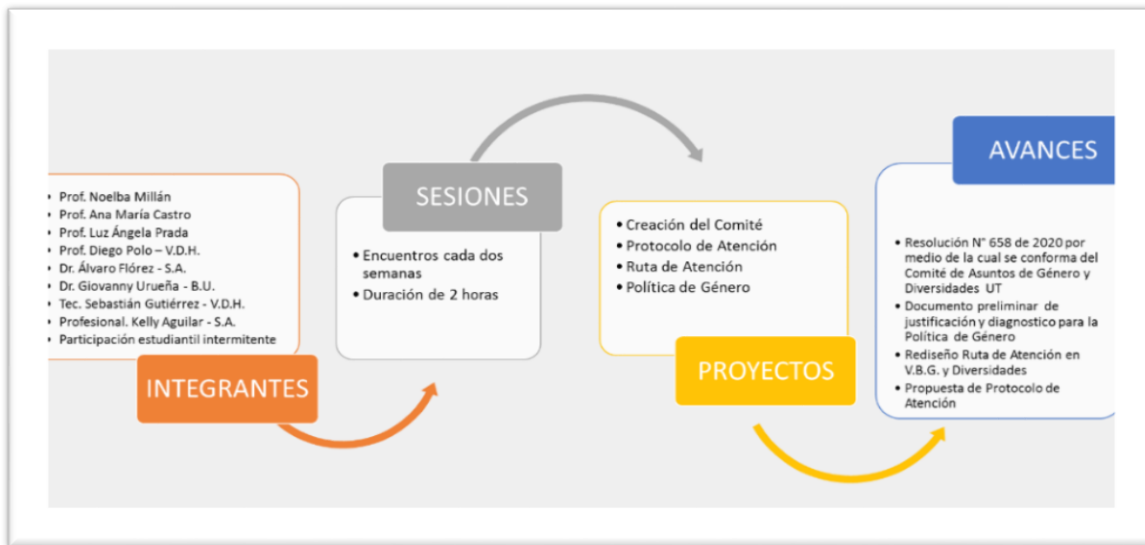 • Prof. Noelba Millán
• Prof. Ana María Castro
• Prof. Luz Ángela Prada
• Prof. Diego Polo – V.D.H.
• Dr. Álvaro Flórez - S.A.
• Dr. Giovanny Urueña - B.U.
• Tec. Sebastián Gutiérrez - V.D.H.
• Profesional. Kelly Aguilar - S.A.
• Participación estudiantil intermitente
INTEGRANTES
SESIONES
• Encuentros cada dos
semanas
• Duración de 2 horas
• Creación del Comité
• Protocolo de Atención
• Ruta de Atención
• Política de Género
PROYECTOS
AVANCES
• Resolución N° 658 de 2020 por
medio de la cual se conforma del
Comité de Asuntos de Género y
Diversidades UT
• Documento preliminar de
justificación y diagnostico para la
Política de Género
• Rediseño Ruta de Atención en
V.B.G. y Diversidades
• Propuesta de Protocolo de
Atención